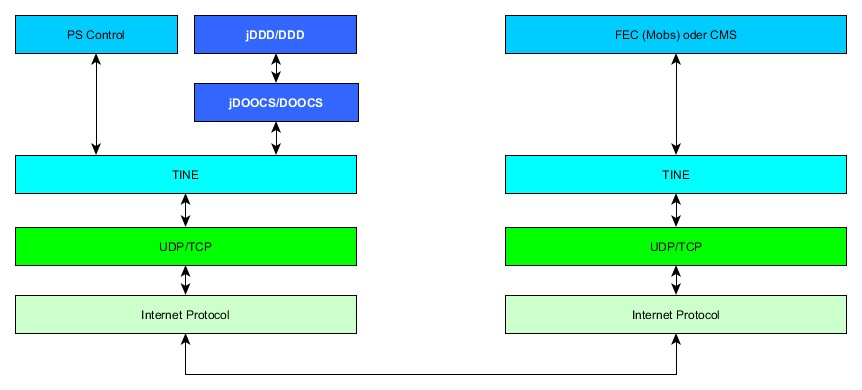 PS Control
jDDD/DDD
FEC (Mobs) oder CMS
jDOOCS/DOOCS
TINE
TINE
UDP/TCP
UDP/TCP
Internet Protocol
Internet Protocol